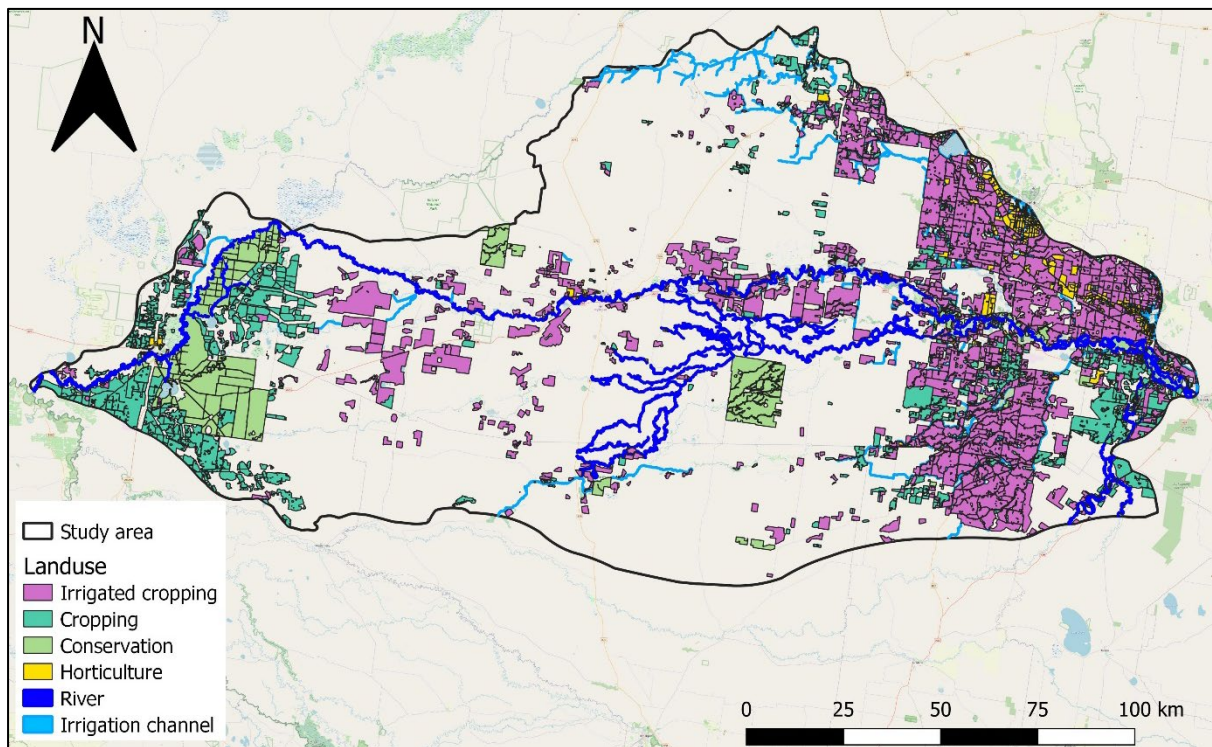 N
Study area
Landuse
Irrigated cropping
Cropping
Conservation
Horticulture
River
Irrigation channel
0 25 50 75 100 km